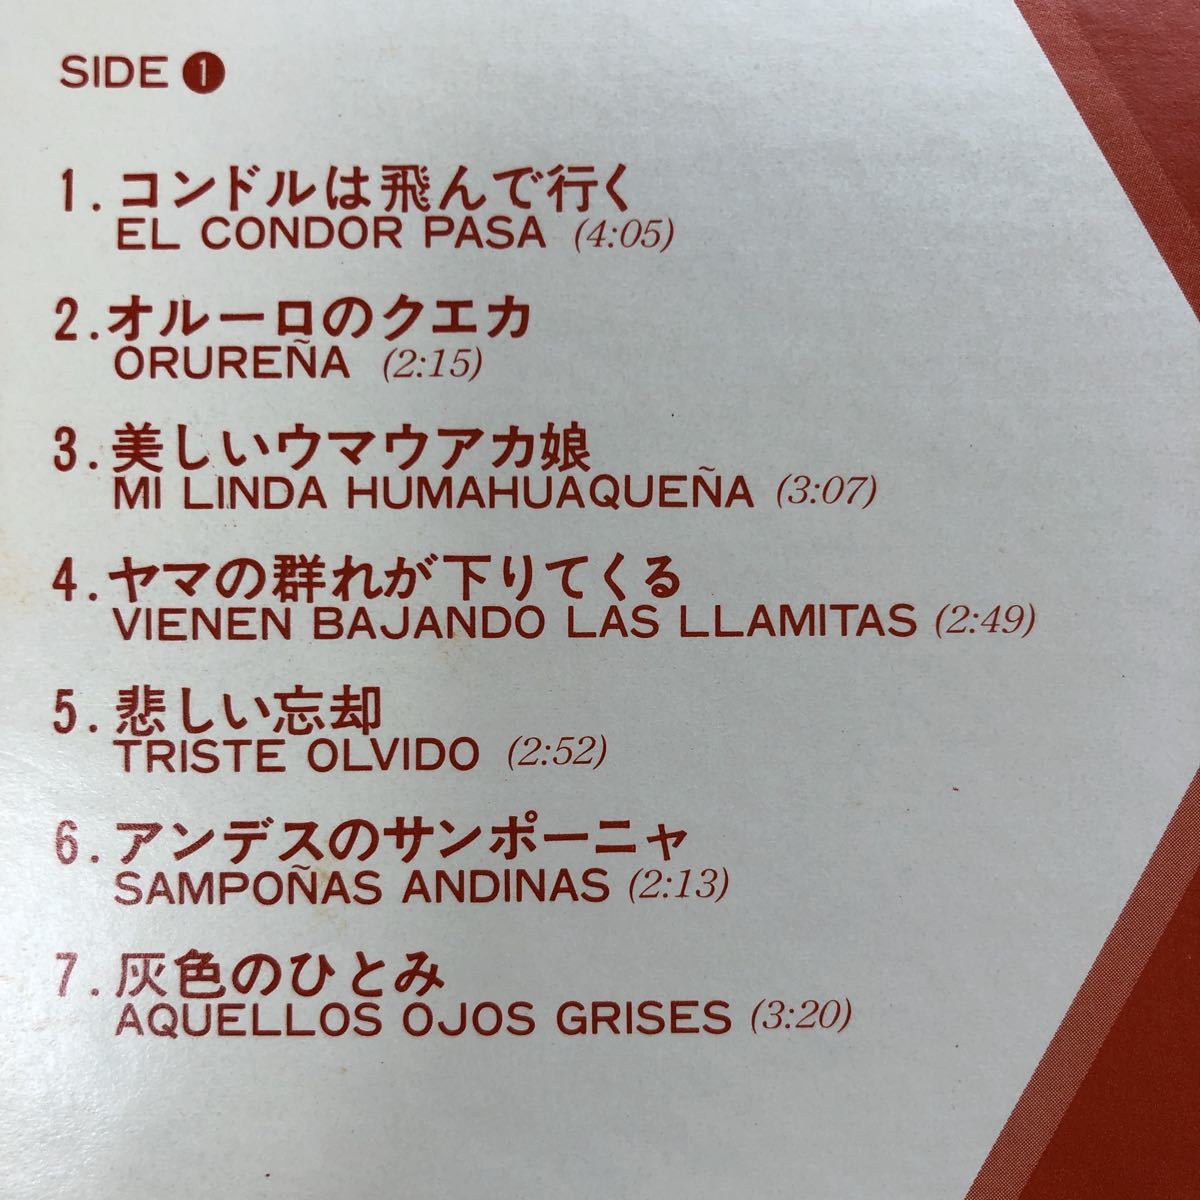 SIDE ❶
1. コンドルは飛んで行く
EL CONDOR PASA (4:05)
2. オルーロのクエカ
ORUREÑA (2:15)
3. 美しいウマウアカ娘
MI LINDA HUMAHUAQUEÑA (3:07)
4. ヤマの群れが下りてくる
VIENEN BAJANDO LAS LLAMITAS (2:49)
5. 悲しい忘却
TRISTE OLVIDO (2:52)
6. アンデスのサンポーニャ
SAMPOÑAS ANDINAS (2:13)
7. 灰色のひとみ
AQUELLOS OJOS GRISES (3:20)